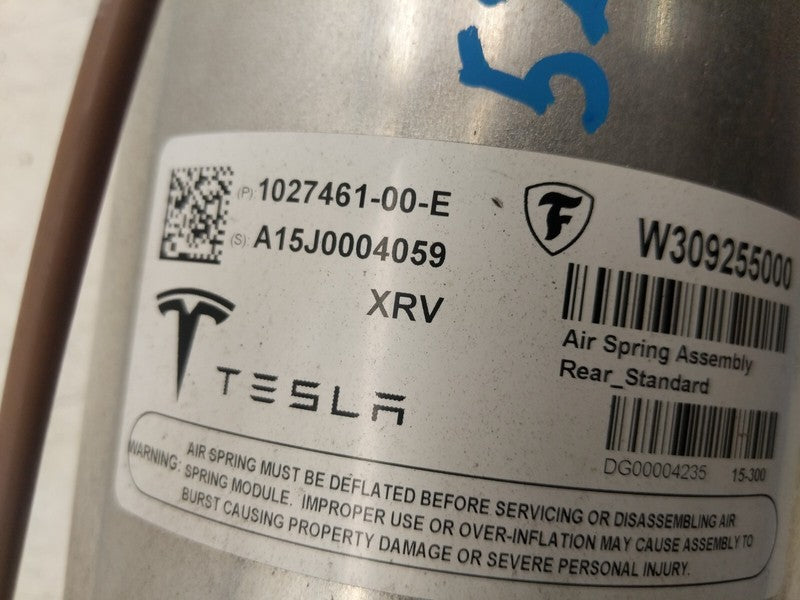 (P) 1027461-00-E
(S) A15J0004059
XRV
TESLA
F
W309255000
Air Spring Assembly
Rear_Standard
DG00004235 15-300
WARNING: AIR SPRING MUST BE DEFLATED BEFORE SERVICING OR DISASSEMBLING AIR
SPRING MODULE. IMPROPER USE OR OVER-INFLATION MAY CAUSE ASSEMBLY TO
BURST CAUSING PROPERTY DAMAGE OR SEVERE PERSONAL INJURY.